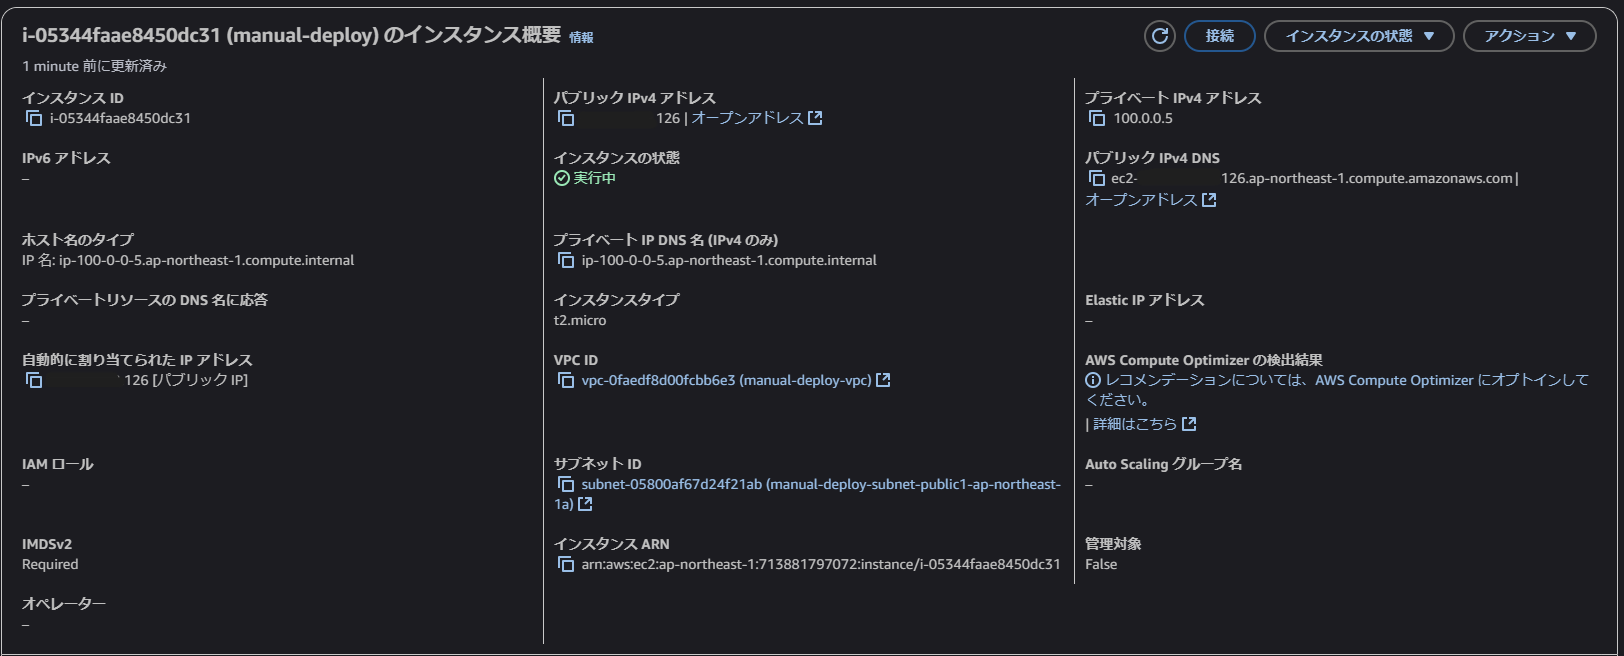 i-05344faae8450dc31 (manual-deploy) のインスタンス概要 情報
接続
インスタンスの状態 ▼
アクション ▼
1 minute 前に更新済み
インスタンス ID
i-05344faae8450dc31
パブリック IPv4 アドレス
126 | オープンアドレス
プライベート IPv4 アドレス
100.0.0.5
IPv6 アドレス
–
インスタンスの状態
実行中
パブリック IPv4 DNS
ec2- 126.ap-northeast-1.compute.amazonaws.com |
オープンアドレス
ホスト名のタイプ
IP 名: ip-100-0-0-5.ap-northeast-1.compute.internal
プライベート IP DNS 名 (IPv4 のみ)
ip-100-0-0-5.ap-northeast-1.compute.internal
プライベートリソースの DNS 名に応答
–
インスタンスタイプ
t2.micro
Elastic IP アドレス
–
自動的に割り当てられた IP アドレス
126 [パブリック IP]
VPC ID
vpc-0faedf8d00fcbb6e3 (manual-deploy-vpc)
AWS Compute Optimizer の検出結果
レコメンデーションについては、AWS Compute Optimizer にオプトインして
ください。
| 詳細はこちら
IAM ロール
–
サブネット ID
subnet-05800af67d24f21ab (manual-deploy-subnet-public1-ap-northeast-
1a)
Auto Scaling グループ名
–
IMDSv2
Required
インスタンス ARN
arn:aws:ec2:ap-northeast-1:713881797072:instance/i-05344faae8450dc31
管理対象
False
オペレーター
–